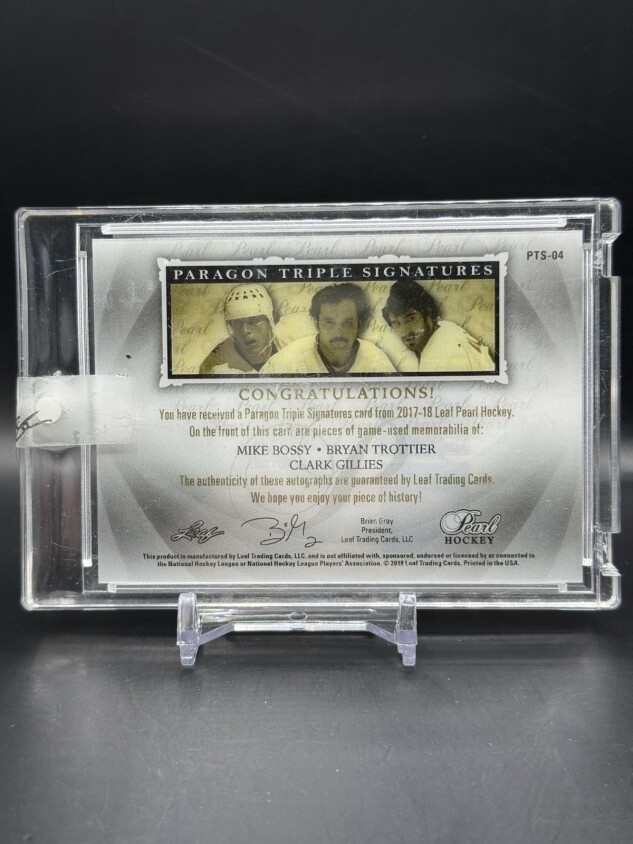 PTS-04
PARAGON TRIPLE SIGNATURES
CONGRATULATIONS!
You have received a Paragon Triple Signatures card from 2017-18 Leaf Pearl Hockey.
On the front of this card are pieces of game-used memorabilia of:
MIKE BOSSY • BRYAN TROTTIER
CLARK GILLIES
The authenticity of these autographs are guaranteed by Leaf Trading Cards.
We hope you enjoy your piece of history!
Leaf
Brian Gray
President,
Leaf Trading Cards, LLC
Pearl
HOCKEY
This product is manufactured by Leaf Trading Cards, LLC. and is not affiliated with, sponsored, endorsed or licensed by or connected to
the National Hockey League or National Hockey League Players' Association. © 2019 Leaf Trading Cards. Printed in the USA.